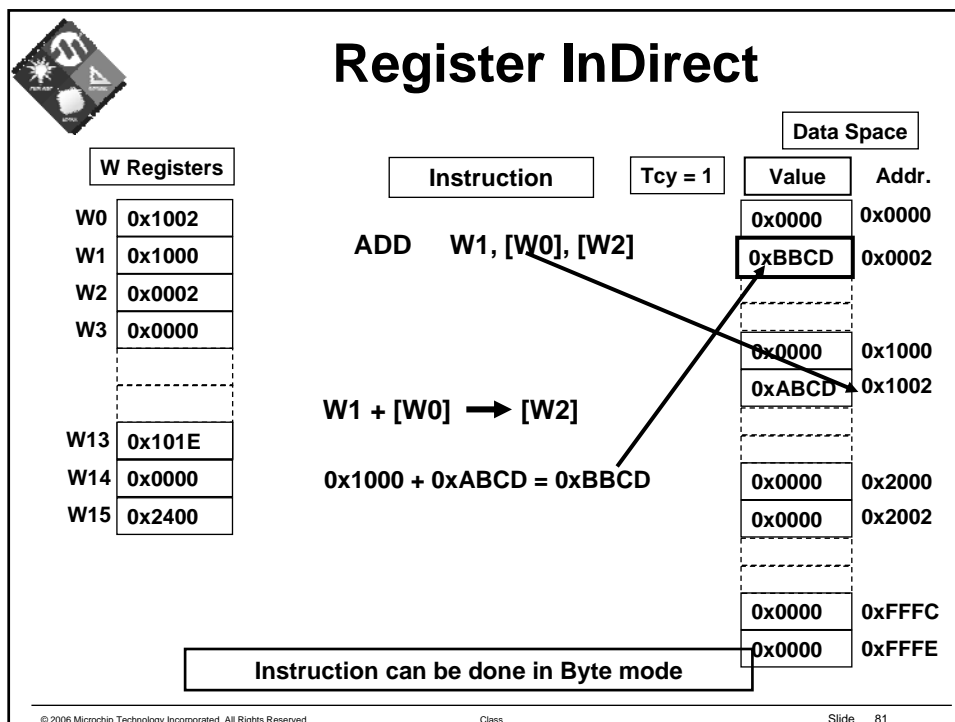 Register InDirect
Data Space
W Registers
Instruction
Tcy = 1
Value Addr.
W0 0x1002
W1 0x1000
W2 0x0002
W3 0x0000
W13 0x101E
W14 0x0000
W15 0x2400
ADD W1, [W0], [W2]
W1 + [W0] → [W2]
0x1000 + 0xABCD = 0xBBCD
0x0000 0x0000
0xBBCD 0x0002
0x0000 0x1000
0xABCD 0x1002
0x0000 0x2000
0x0000 0x2002
0x0000 0xFFFC
0x0000 0xFFFE
Instruction can be done in Byte mode
© 2006 Microchip Technology Incorporated. All Rights Reserved. Class Slide 81